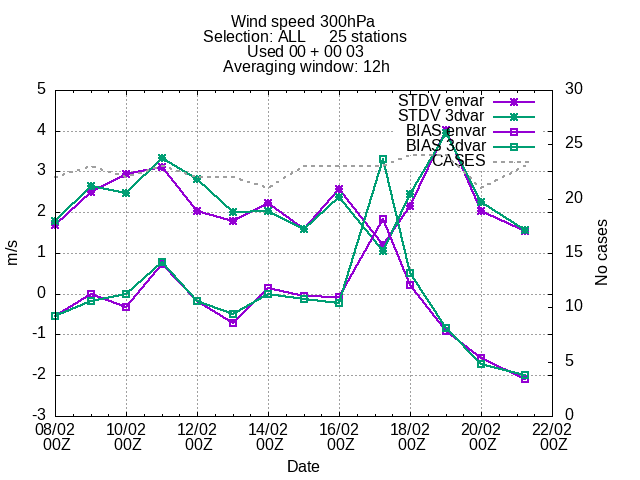 Wind speed 300hPa
Selection: ALL 25 stations
Used 00 + 00 03
Averaging window: 12h
STDV envar
STDV 3dvar
BIAS envar
BIAS 3dvar
CASES
5
4
3
2
1
0
-1
-2
-3
m/s
30
25
20
15
10
5
0
No cases
08/02 10/02 12/02 14/02 16/02 18/02 20/02 22/02
00Z 00Z 00Z 00Z 00Z 00Z 00Z 00Z
Date